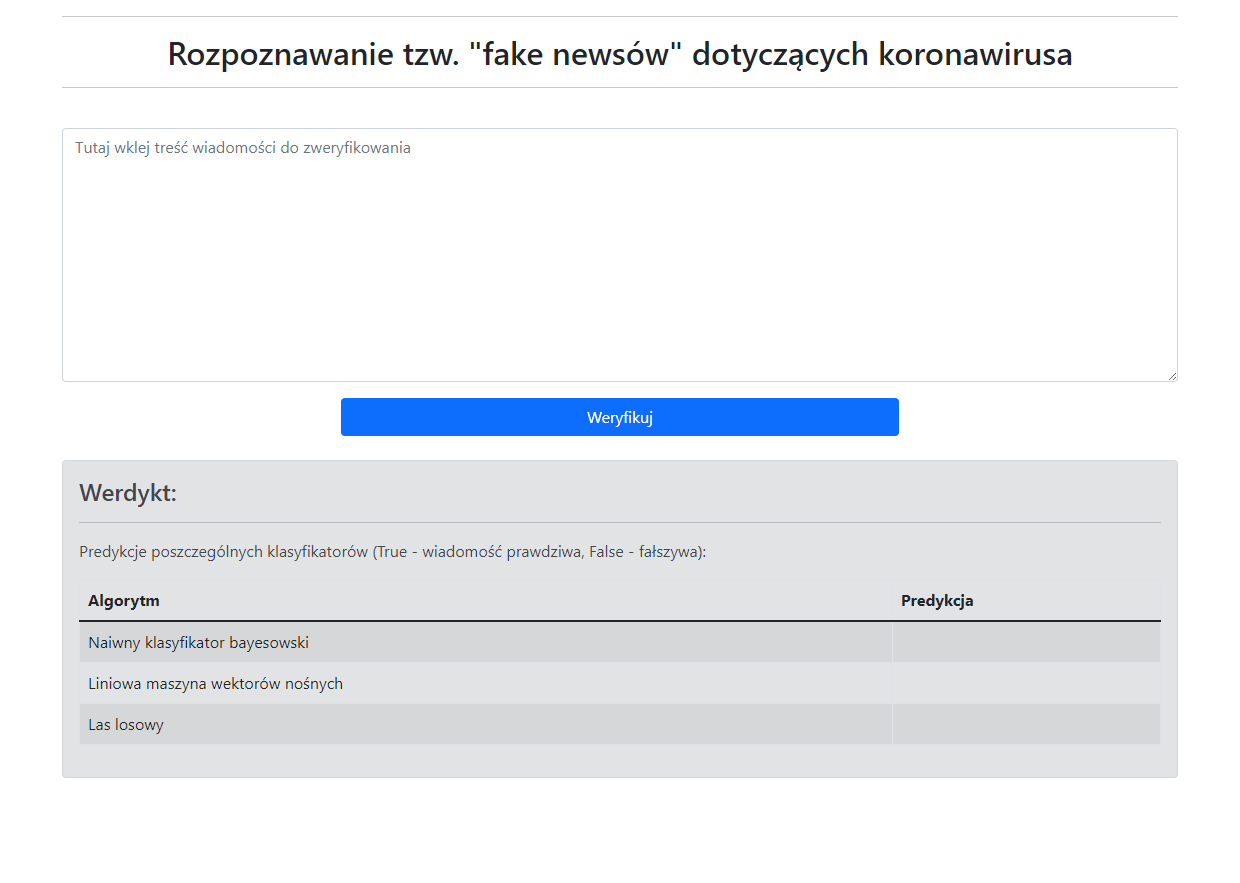 Rozpoznawanie tzw. "fake newsów" dotyczących koronawirusa
Tutaj wklej treść wiadomości do zweryfikowania
Weryfikuj
Werdykt:
Predykcje poszczególnych klasyfikatorów (True - wiadomość prawdziwa, False - fałszywa):
Algorytm Predykcja
Naiwny klasyfikator bayesowski
Liniowa maszyna wektorów nośnych
Las losowy